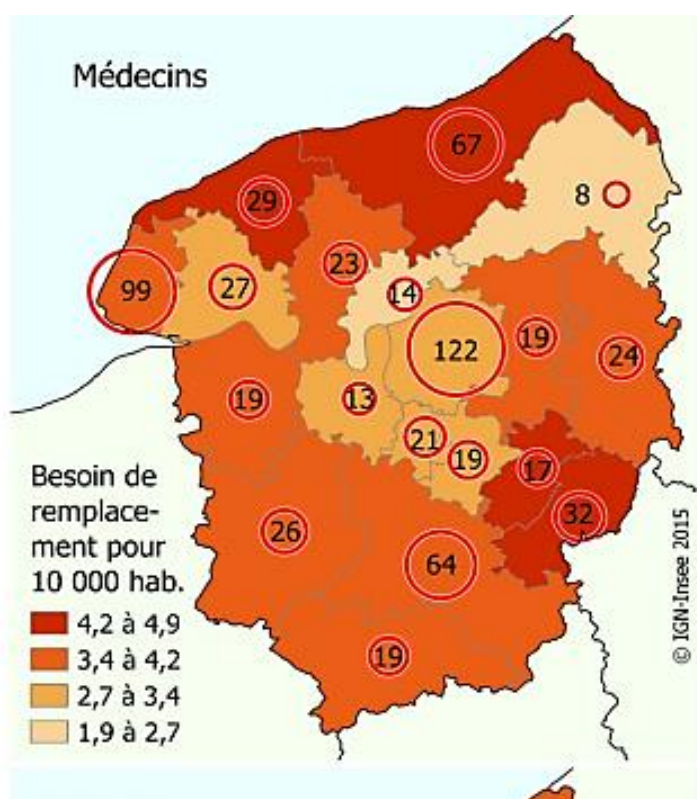 Médecins
67
8
29
23
99
27
14
122
19
24
19
13
21
19
17
32
26
64
19
Besoin de
remplace-
ment pour
10 000 hab.
4,2 à 4,9
3,4 à 4,2
2,7 à 3,4
1,9 à 2,7
© IGN-Insee 2015